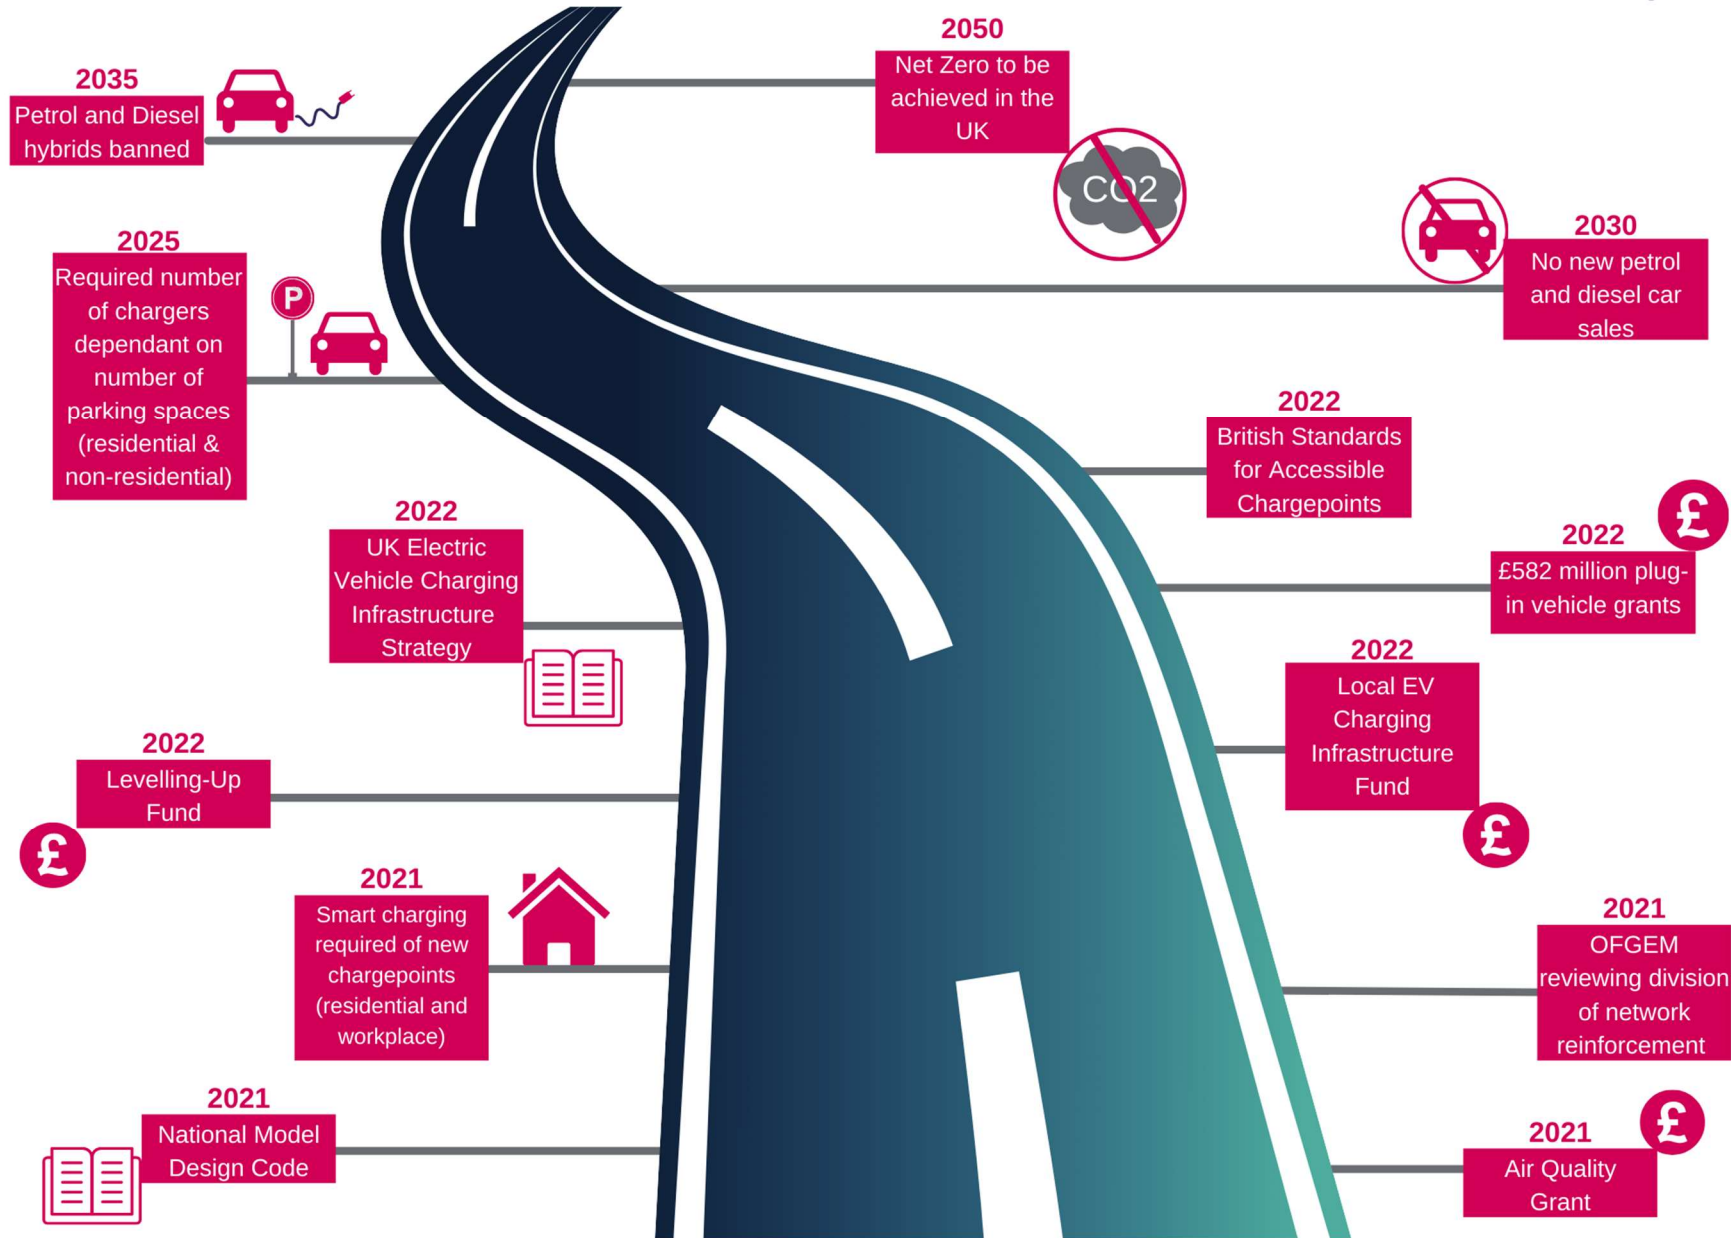 2050
Net Zero to be
achieved in the
UK
CO2
2035
Petrol and Diesel
hybrids banned
2030
No new petrol
and diesel car
sales
2025
Required number
of chargers
dependant on
number of
parking spaces
(residential &
non-residential)
P
2022
British Standards
for Accessible
Chargepoints
2022
UK Electric
Vehicle Charging
Infrastructure
Strategy
£
2022
£582 million plug-
in vehicle grants
2022
Local EV
Charging
Infrastructure
Fund
£
2022
Levelling-Up
Fund
£
2021
Smart charging
required of new
chargepoints
(residential and
workplace)
2021
OFGEM
reviewing division
of network
reinforcement
2021
National Model
Design Code
£
2021
Air Quality
Grant